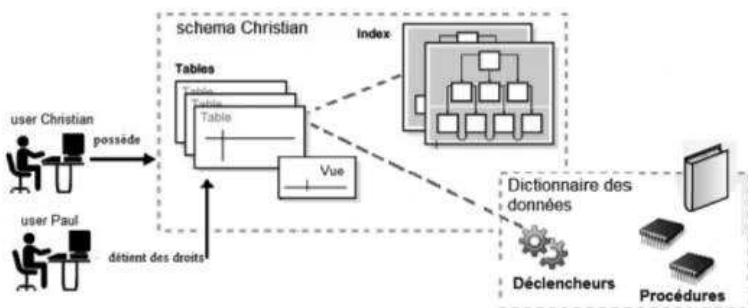 schema Christian
Index
Tables
Table
Table
Table
user Christian
possède
Vue
user Paul
détient des droits
Dictionnaire des
données
Déclencheurs
Procédures